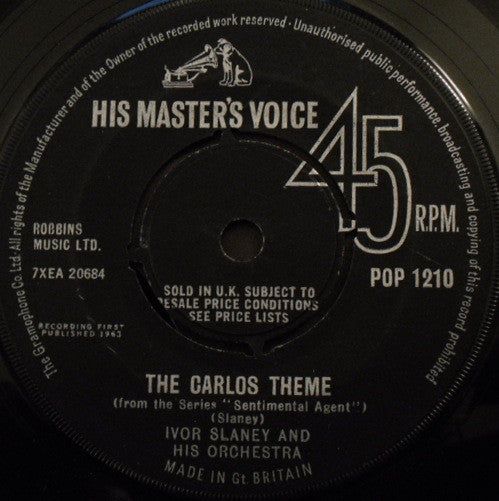 The Gramophone Co. Ltd. All rights of the Manufacturer and of the Owner of the recorded work reserved · Unauthorised public performance, broadcasting and copying of this record prohibited
HIS MASTER'S VOICE
45
R.P.M.
ROBBINS
MUSIC LTD.
7XEA 20684
POP 1210
SOLD IN U.K. SUBJECT TO
RESALE PRICE CONDITIONS
SEE PRICE LISTS
RECORDING FIRST
PUBLISHED 1963
THE CARLOS THEME
(from the Series "Sentimental Agent")
(Slaney)
IVOR SLANEY AND
HIS ORCHESTRA
MADE IN Gt. BRITAIN